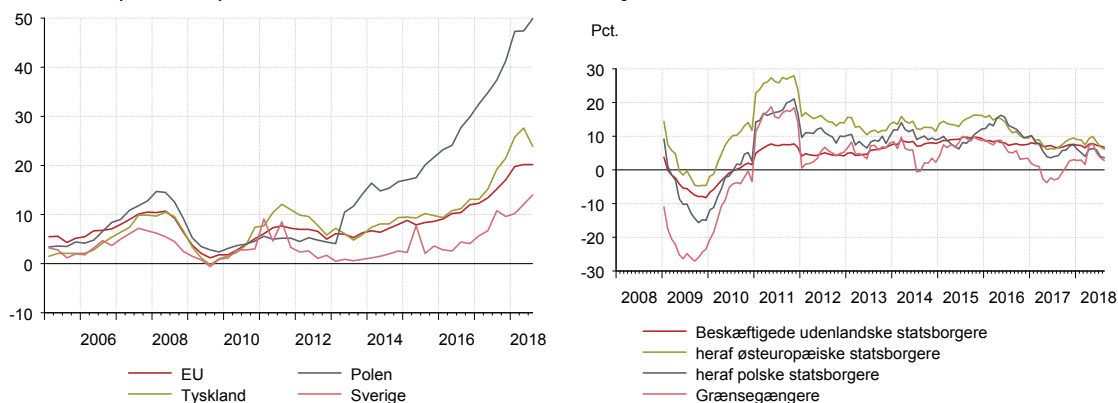 50
40
30
20
10
0
-10
2006 2008 2010 2012 2014 2016 2018
EU Polen
Tyskland Sverige
Pct.
30
20
10
0
-10
-20
-30
2008 2009 2010 2011 2012 2013 2014 2015 2016 2017 2018
Beskæftigede udenlandske statsborgere
heraf østeuropæiske statsborgere
heraf polske statsborgere
Grænsegængere